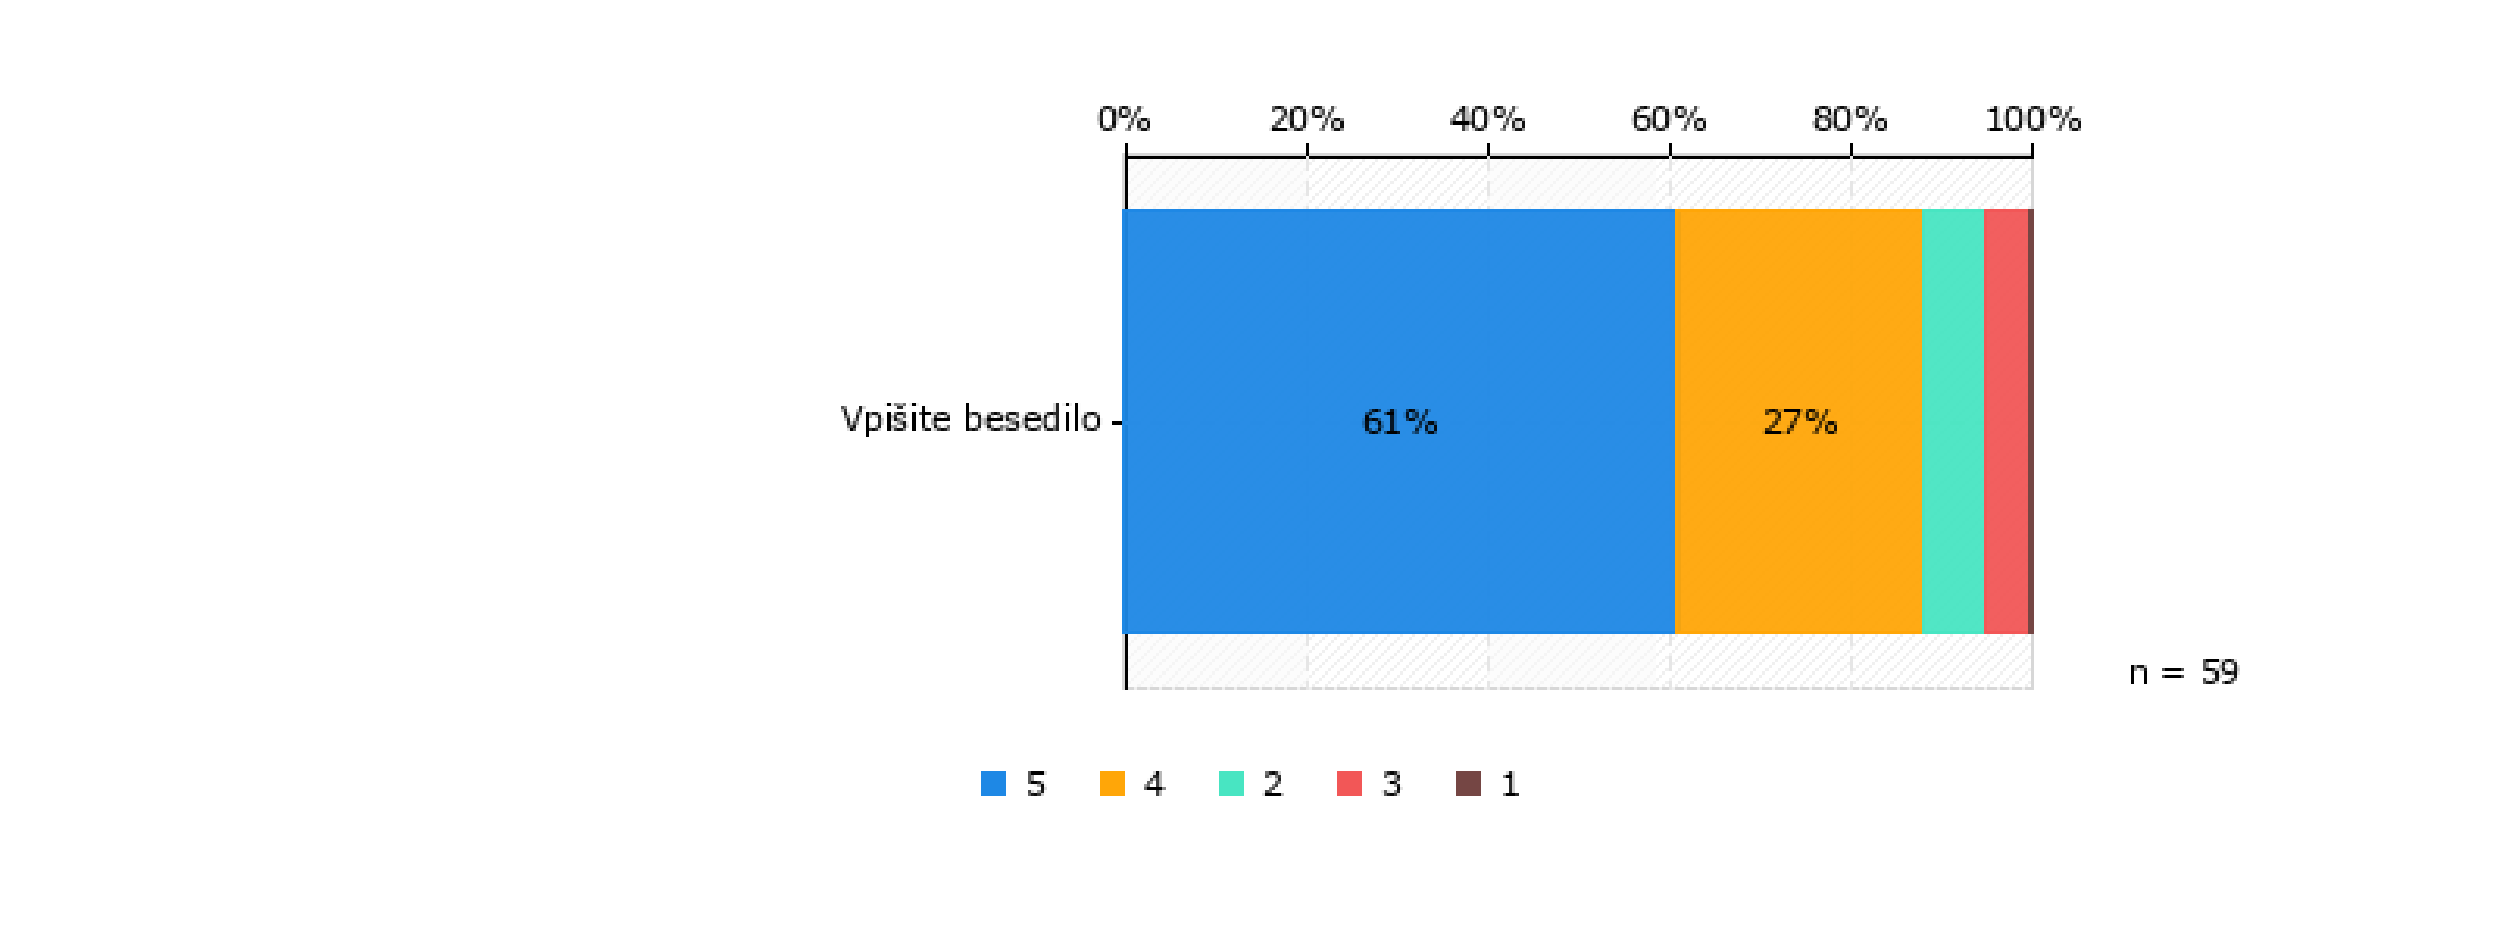 0% 20% 40% 60% 80% 100%
Vpišite besedilo 61% 27%
n = 59
5 4 2 3 1